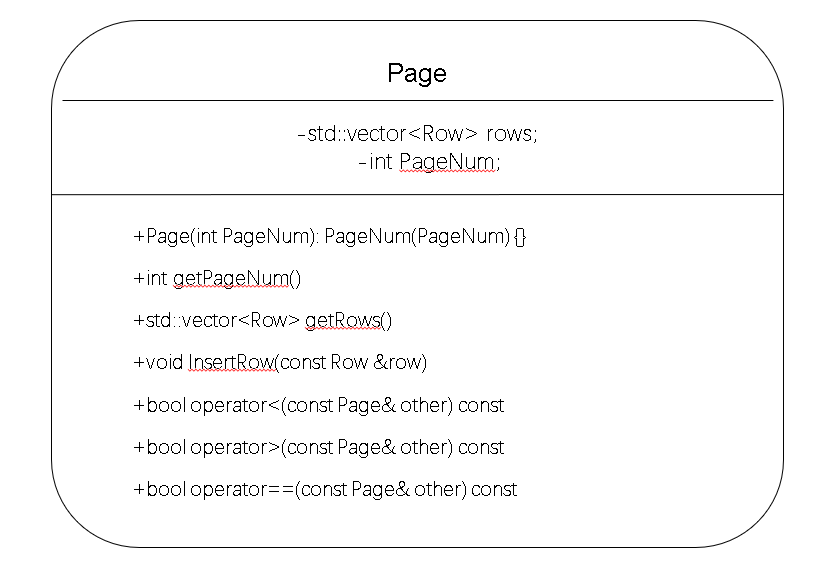 Page
-std::vector<Row> rows;
-int PageNum;
+Page(int PageNum): PageNum(PageNum) {}
+int getPageNum()
+std::vector<Row> getRows()
+void InsertRow(const Row &row)
+bool operator<(const Page& other) const
+bool operator>(const Page& other) const
+bool operator==(const Page& other) const